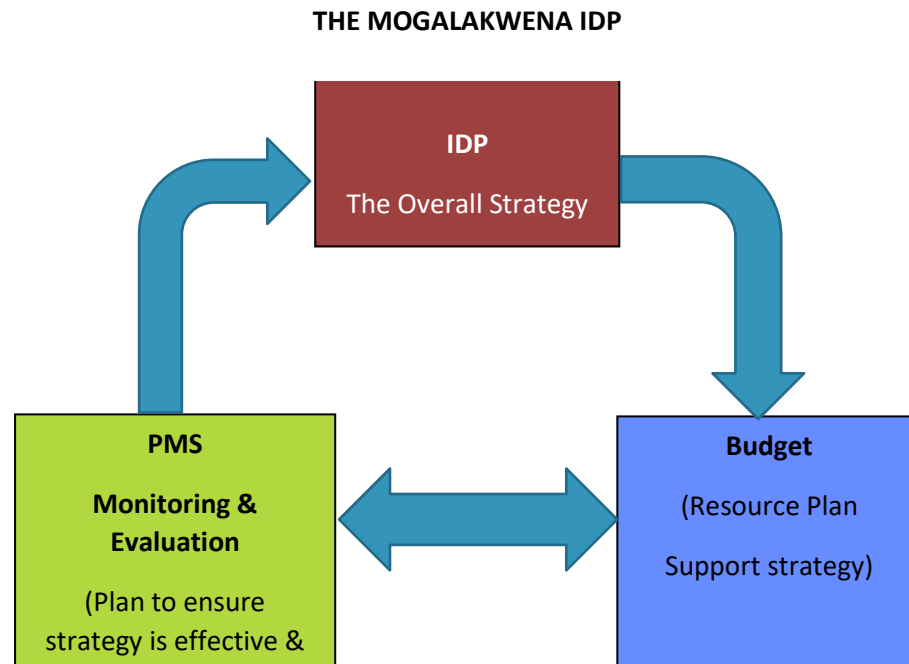 THE MOGALAKWENA IDP
IDP
The Overall Strategy
PMS
Monitoring &
Evaluation
(Plan to ensure
strategy is effective &
Budget
(Resource Plan
Support strategy)